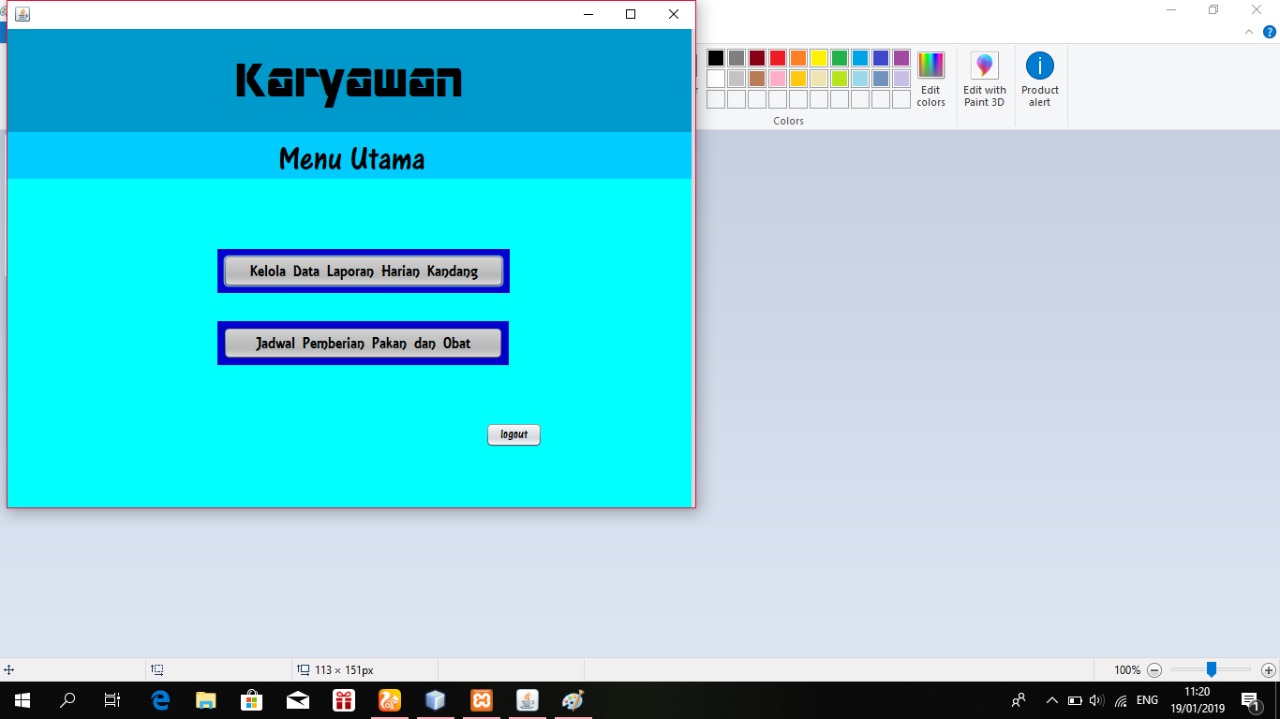 Karyawan
Menu Utama
Kelola Data Laporan Harian Kandang
Jadwal Pemberian Pakan dan Obat
logout
Edit
colors
Edit with
Paint 3D
Product
alert
Colors
113 × 151px
100%
ENG
11:20
19/01/2019
1